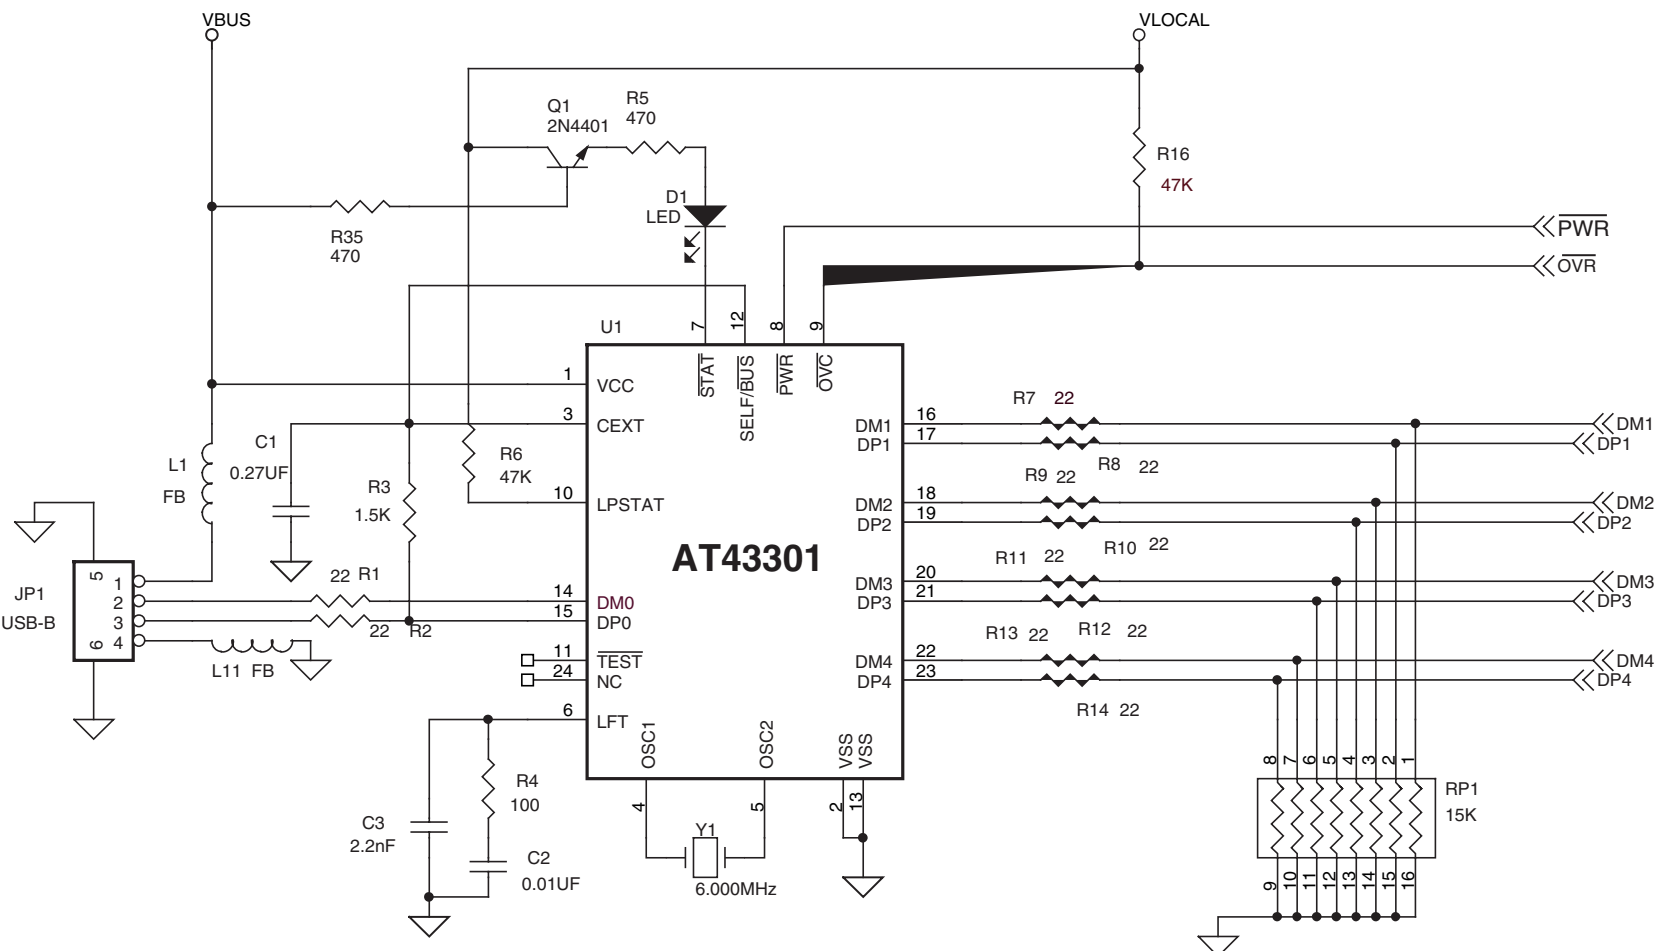 VBUS
VLOCAL
Q1
2N4401
R5
470
R16
47K
D1
LED
R35
470
PWR
OVR
U1
7
12
8
9
STAT
SELF/BUS
PWR
OVC
1
VCC
3
CEXT
10
LPSTAT
14
DM0
15
DP0
11
TEST
24
NC
6
LFT
AT43301
C1
0.27UF
L1
FB
R3
1.5K
R6
47K
JP1
USB-B
5
6
1
2
3
4
22 R1
22 R2
L11 FB
DM1
16
DP1
17
DM2
18
DP2
19
DM3
20
DP3
21
DM4
22
DP4
23
R7 22
R8 22
R9 22
R10 22
R11 22
R12 22
R13 22
R14 22
DM1
DP1
DM2
DP2
DM3
DP3
DM4
DP4
OSC1
OSC2
VSS
VSS
4
5
2
13
Y1
6.000MHz
R4
100
C3
2.2nF
C2
0.01UF
8
7
6
5
4
3
2
1
RP1
15K
9
10
11
12
13
14
15
16